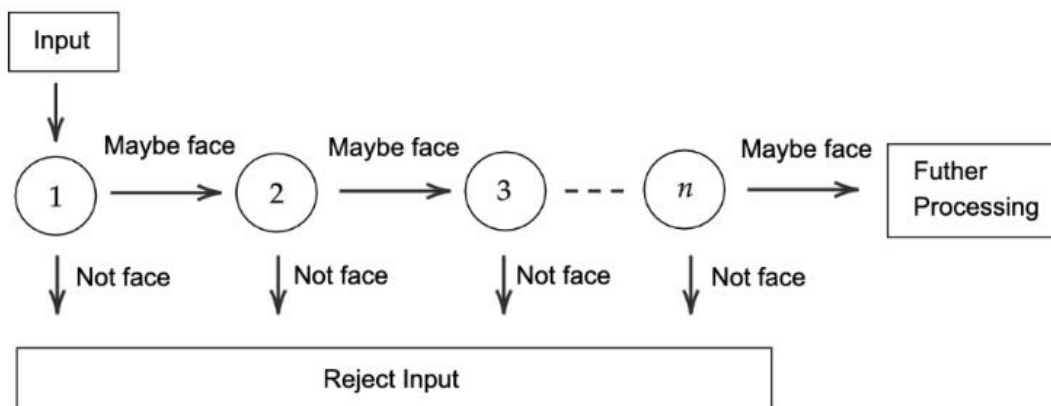 Input
Maybe face
Maybe face
Maybe face
1
2
3
n
Futher
Processing
Not face
Not face
Not face
Not face
Reject Input